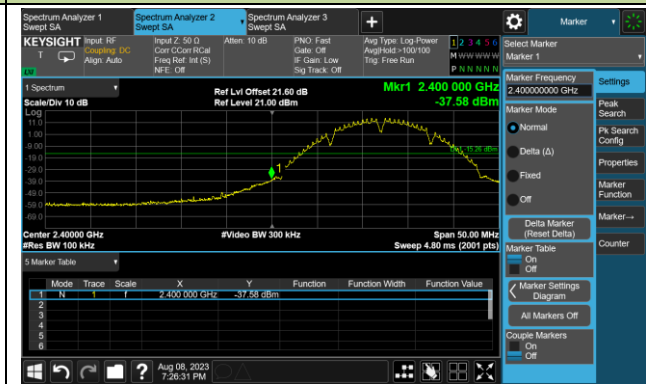 Spectrum Analyzer 1
Swept SA
Spectrum Analyzer 2
Swept SA
Spectrum Analyzer 3
Swept SA
Marker
KEYSIGHT
T
Input: RF
Coupling: DC
Align: Auto
Input Z: 50 Ω
Corr CCorr RCal
Freq Ref: Int (S)
NFE: Off
Atten: 10 dB
PNO: Fast
Gate: Off
IF Gain: Low
Sig Track: Off
Avg Type: Log-Power
Avg|Hold:>100/100
Trig: Free Run
1 2 3 4 5 6
M W W W W W
P N N N N N
Select Marker
Marker 1
1 Spectrum
Scale/Div 10 dB
Log
Ref Lvl Offset 21.60 dB
Ref Level 21.00 dBm
Mkr1 2.400 000 GHz
-37.58 dBm
11.0
1.00
-9.00
-19.0
-29.0
-39.0
-49.0
-59.0
-69.0
1
-15.26 dBm
Center 2.40000 GHz
#Res BW 100 kHz
#Video BW 300 kHz
Span 50.00 MHz
Sweep 4.80 ms (2001 pts)
5 Marker Table
Mode Trace Scale X Y Function Function Width Function Value
1 N 1 f 2.400 000 GHz -37.58 dBm
2
3
4
5
6
Marker Frequency
2.400000000 GHz
Marker Mode
Normal
Delta (Δ)
Fixed
Off
Delta Marker
(Reset Delta)
Marker Table
On
Off
Marker Settings
Diagram
All Markers Off
Couple Markers
On
Off
Settings
Peak
Search
Pk Search
Config
Properties
Marker
Function
Marker→
Counter
?
Aug 08, 2023
7:26:31 PM